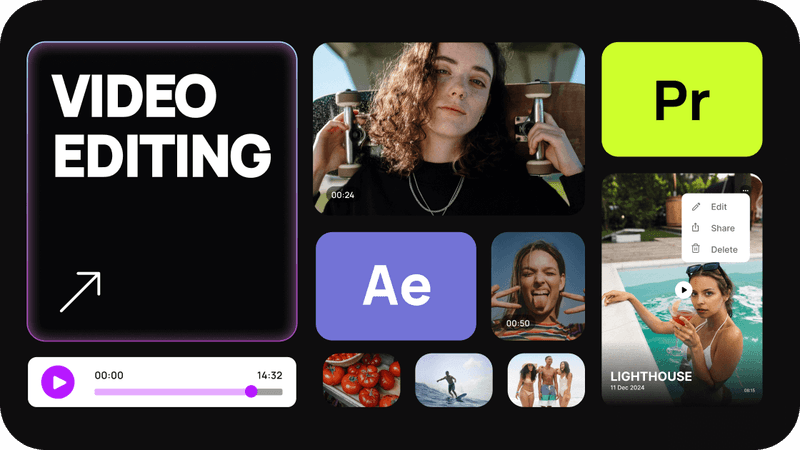 VIDEO
EDITING
00:00
14:32
00:24
Ae
00:50
Pr
Edit
Share
Delete
LIGHTHOUSE
11 Dec 2024